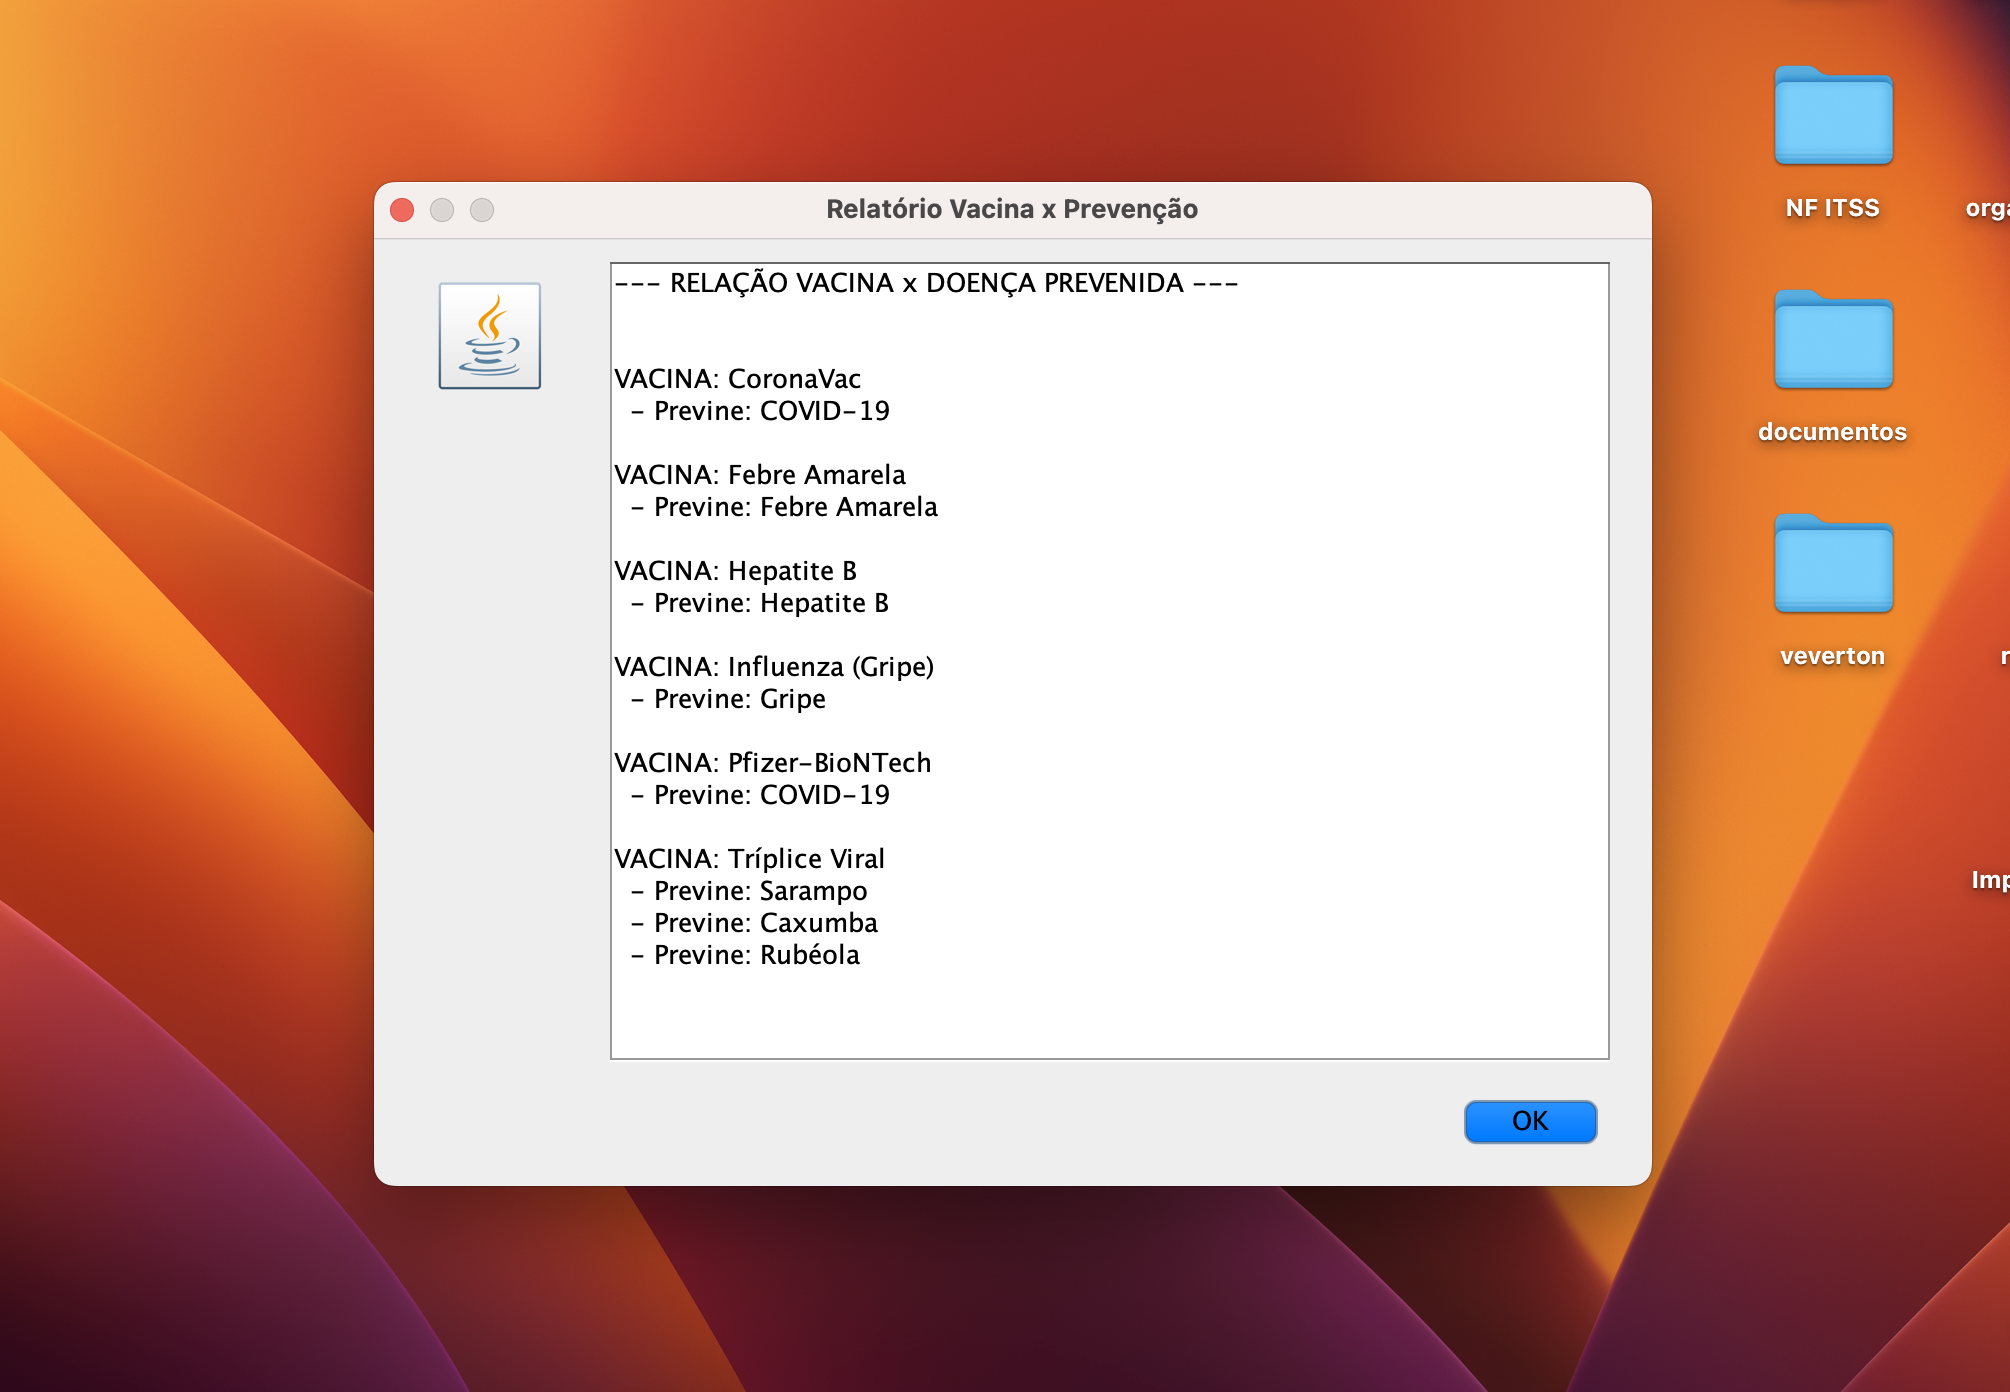 Relatório Vacina x Prevenção
--- RELAÇÃO VACINA x DOENÇA PREVENIDA ---
VACINA: CoronaVac
- Previne: COVID-19
VACINA: Febre Amarela
- Previne: Febre Amarela
VACINA: Hepatite B
- Previne: Hepatite B
VACINA: Influenza (Gripe)
- Previne: Gripe
VACINA: Pfizer-BioNTech
- Previne: COVID-19
VACINA: Tríplice Viral
- Previne: Sarampo
- Previne: Caxumba
- Previne: Rubéola
OK
NF ITSS
documentos
veverton